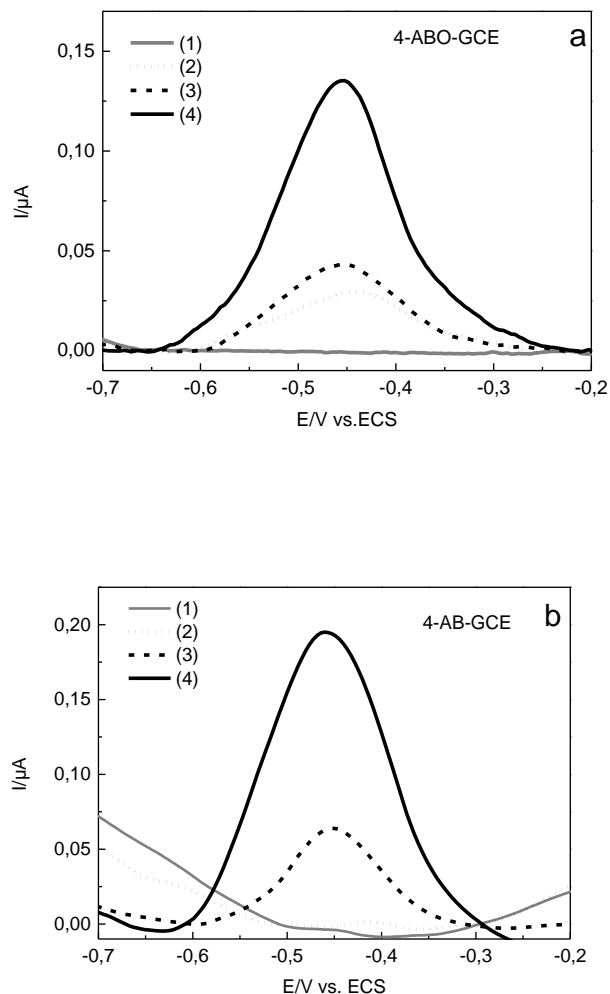 4-ABO-GCE
a
(1)
(2)
(3)
(4)
0,15
0,10
0,05
0,00
I/µA
-0,7 -0,6 -0,5 -0,4 -0,3 -0,2
E/V vs.ECS
4-AB-GCE
b
(1)
(2)
(3)
(4)
0,20
0,15
0,10
0,05
0,00
I/µA
-0,7 -0,6 -0,5 -0,4 -0,3 -0,2
E/V vs. ECS